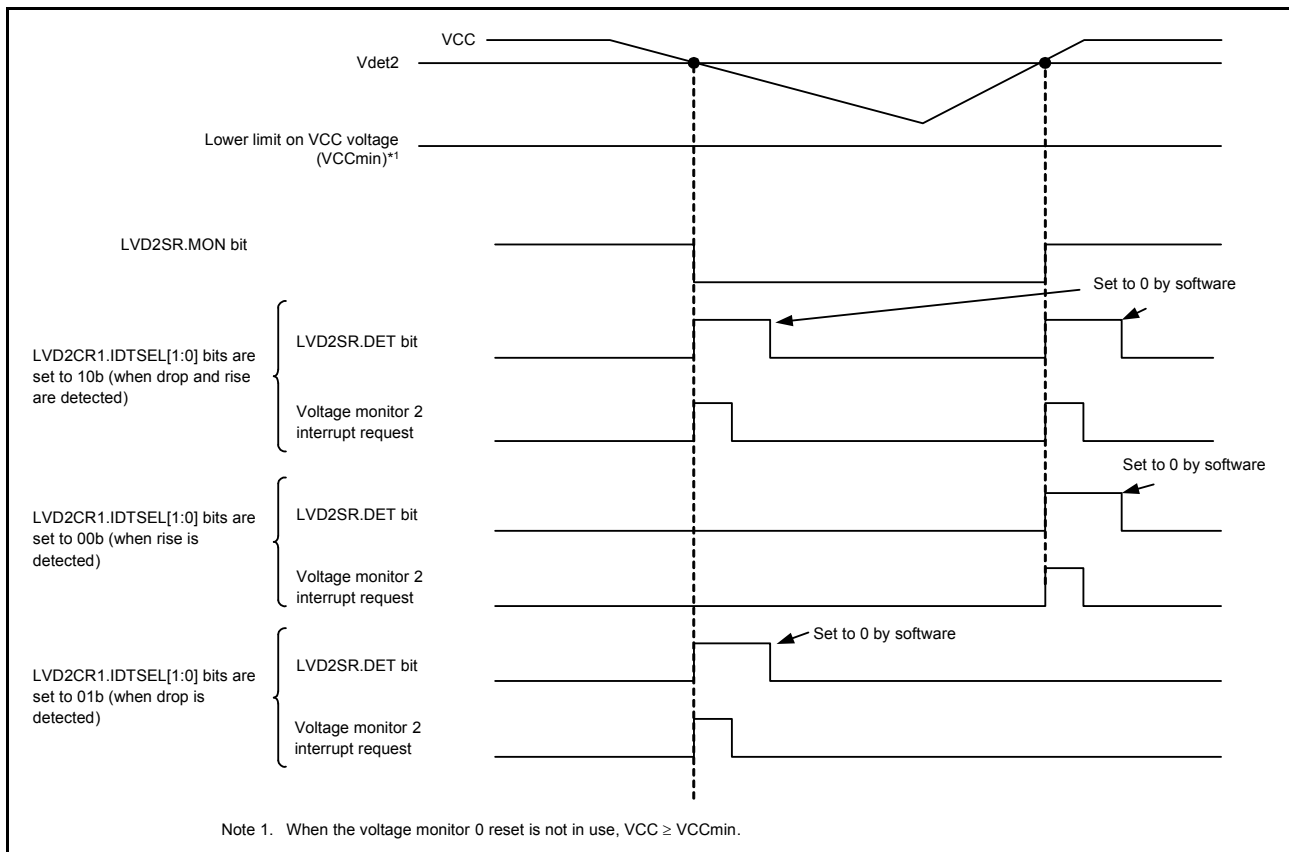 VCC
Vdet2
Lower limit on VCC voltage
(VCCmin)*1
LVD2SR.MON bit
Set to 0 by software
LVD2CR1.IDTSEL[1:0] bits are
set to 10b (when drop and rise
are detected)
LVD2SR.DET bit
Voltage monitor 2
interrupt request
Set to 0 by software
LVD2CR1.IDTSEL[1:0] bits are
set to 00b (when rise is
detected)
LVD2SR.DET bit
Voltage monitor 2
interrupt request
Set to 0 by software
LVD2CR1.IDTSEL[1:0] bits are
set to 01b (when drop is
detected)
LVD2SR.DET bit
Voltage monitor 2
interrupt request
Note 1. When the voltage monitor 0 reset is not in use, VCC ≥ VCCmin.